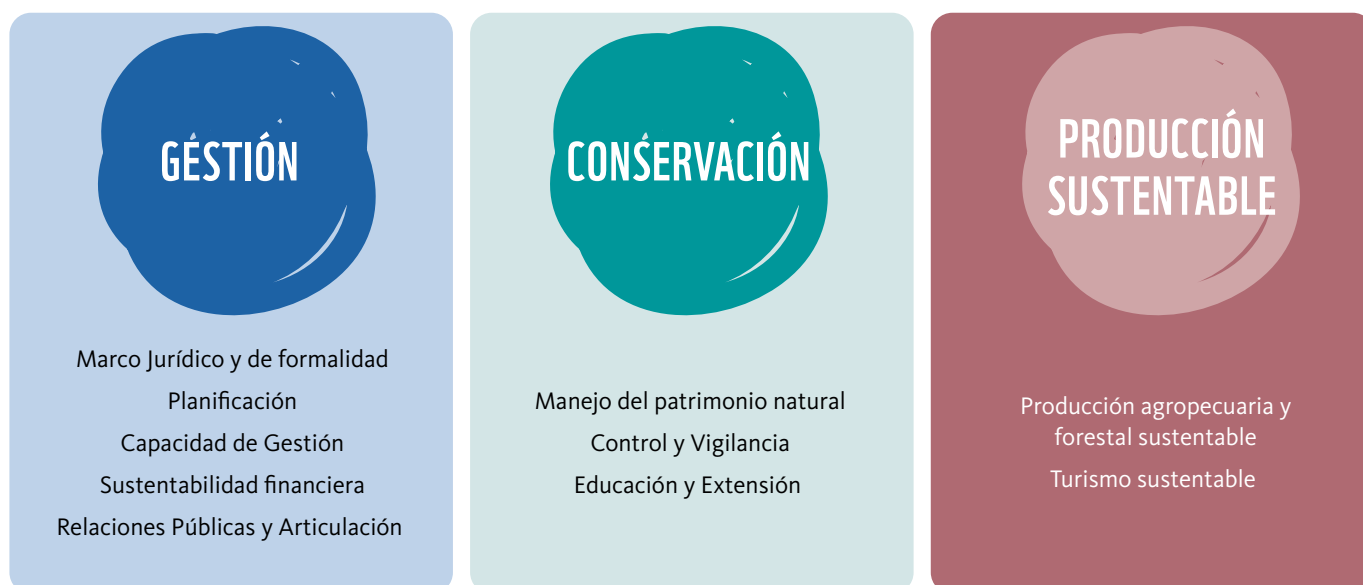 GESTIÓN
Marco Jurídico y de formalidad
Planificación
Capacidad de Gestión
Sustentabilidad financiera
Relaciones Públicas y Articulación
CONSERVACIÓN
Manejo del patrimonio natural
Control y Vigilancia
Educación y Extensión
PRODUCCIÓN
SUSTENTABLE
Producción agropecuaria y
forestal sustentable
Turismo sustentable